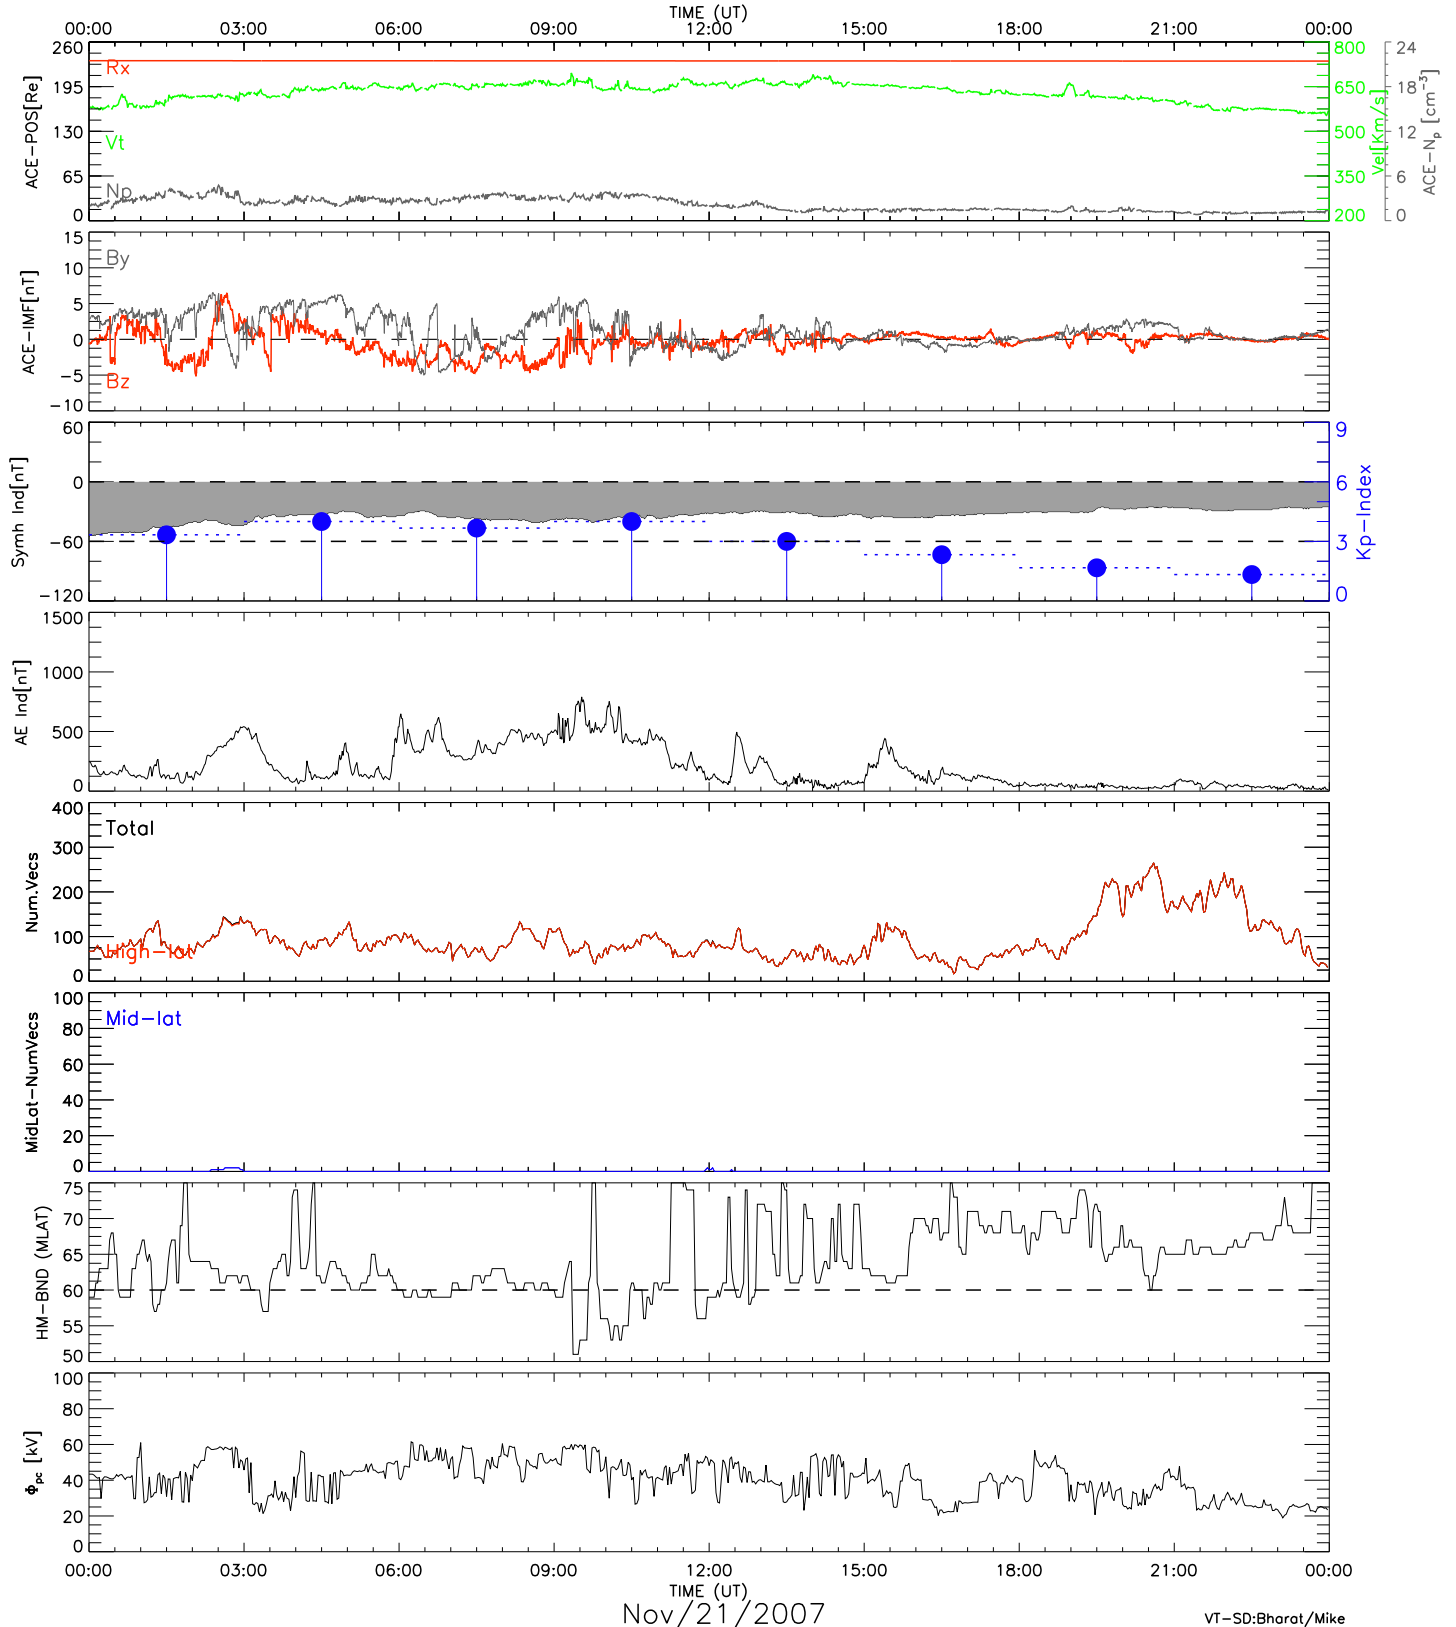 TIME (UT)
00:00 03:00 06:00 09:00 12:00 15:00 18:00 21:00 00:00
ACE-POS[Re]
260
195
130
65
0
Rx
Vt
Np
800
650
500
350
200
Vel[Km/s]
24
18
12
6
0
ACE-Np [cm-3]
ACE-IMF[nT]
15
10
5
0
-5
-10
By
Bz
Symh Ind[nT]
60
0
-60
-120
9
6
3
0
Kp-Index
AE Ind[nT]
1500
1000
500
0
Num.Vecs
400
300
200
100
0
Total
High-lat
MidLat-NumVecs
100
80
60
40
20
0
Mid-lat
HM-BND (MLAT)
75
70
65
60
55
50
Φpc [kV]
100
80
60
40
20
0
00:00 03:00 06:00 09:00 12:00 15:00 18:00 21:00 00:00
TIME (UT)
Nov/21/2007
VT-SD:Bharat/Mike